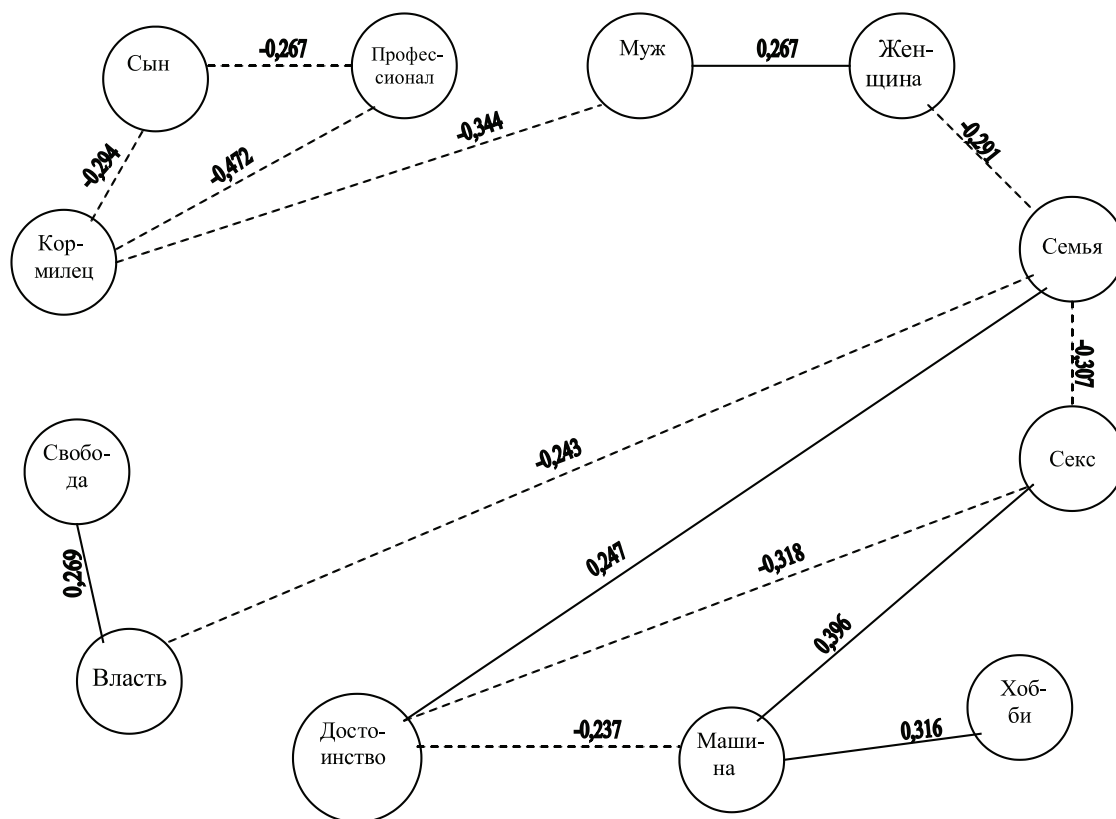 Сын
-0,267
Профес-
сионал
Муж
0,267
Жен-
щина
-0,294
-0,472
-0,344
-0,291
Кор-
милец
Семья
-0,307
Свобо-
да
-0,243
Секс
0,269
0,247
-0,318
0,396
Власть
Досто-
инство
-0,237
Маши-
на
0,316
Хоб-
би